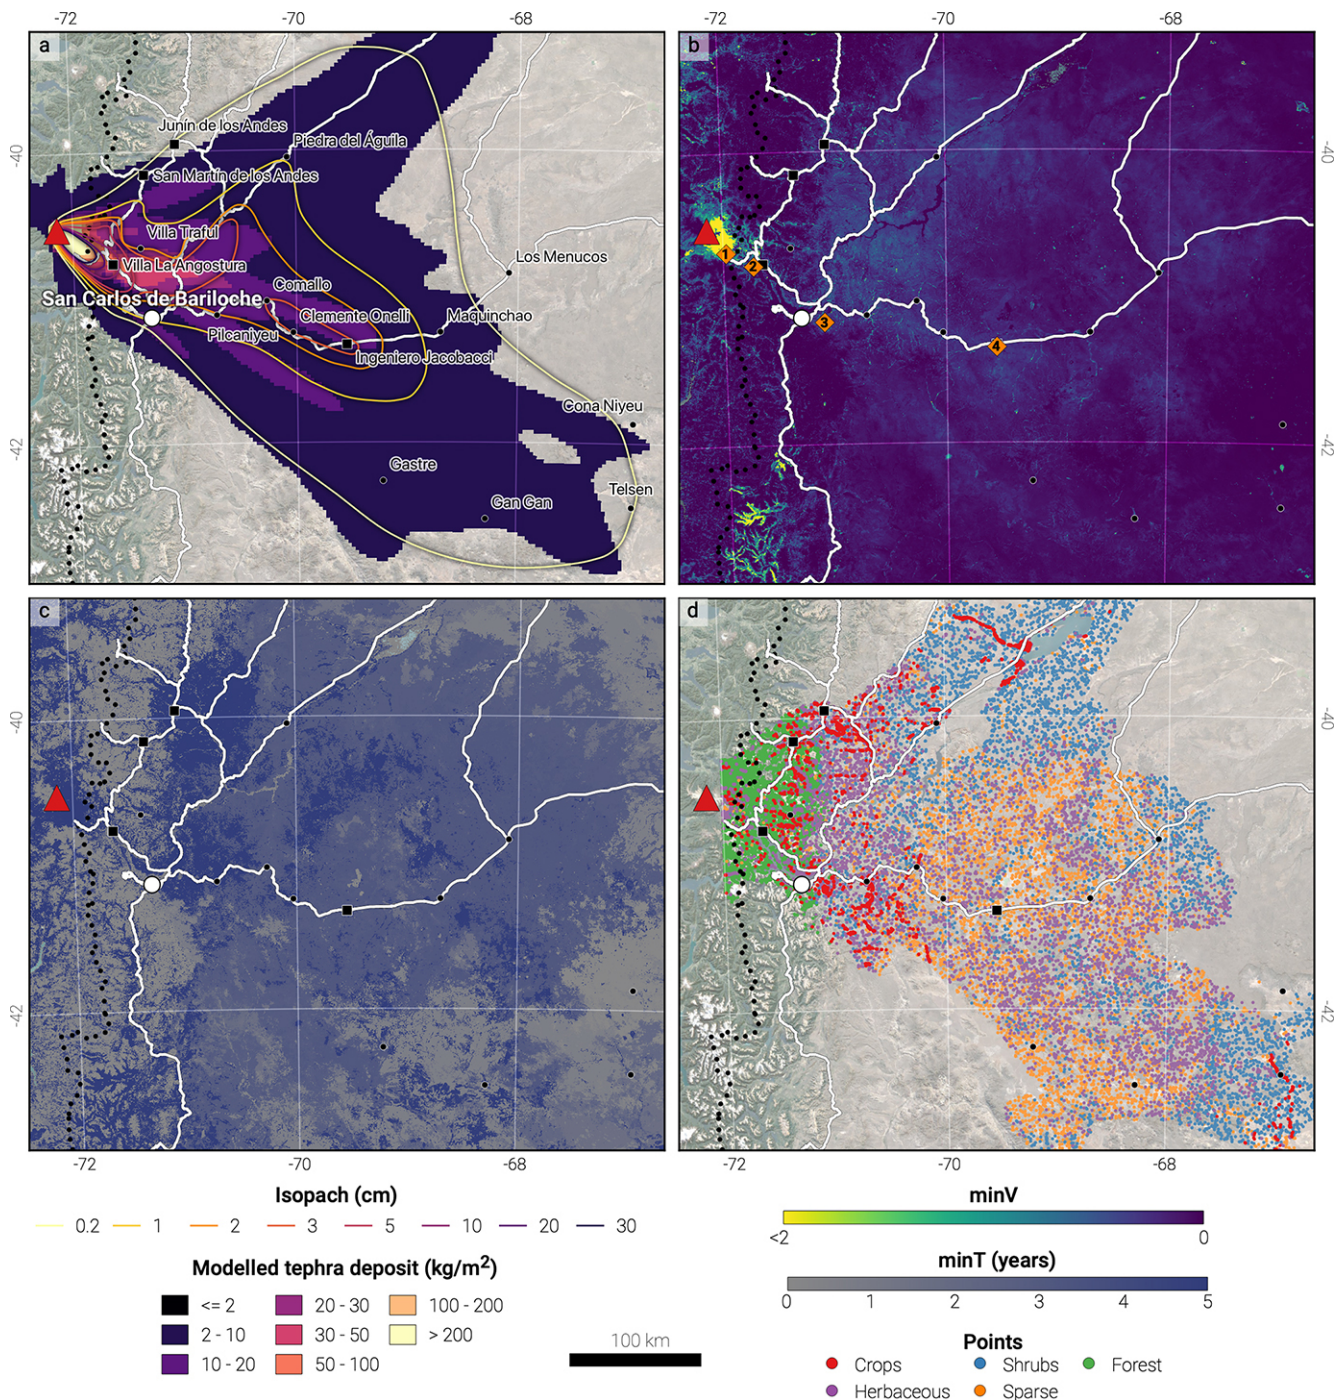 -72 -70 -68
-72 -70 -68
a
b
Junín de los Andes
Piedra del Águila
-40
-40
San Martín de los Andes
Villa Traful
Villa La Angostura
Los Menucos
1
2
Comallo
San Carlos de Bariloche
Clemente Onelli
Maquinchao
Pilcaniyeu
3
Ingeniero Jacobacci
4
Cona Niyeu
-42
-42
Gastre
Telsen
Gan Gan
c
d
-40
-40
-42
-42
-72 -70 -68
-72 -70 -68
Isopach (cm)
0.2 1 2 3 5 10 20 30
Modelled tephra deposit (kg/m²)
<= 2 20 - 30 100 - 200
2 - 10 30 - 50 > 200
10 - 20 50 - 100
100 km
minV
<2 0
minT (years)
0 1 2 3 4 5
Points
Crops Shrubs Forest
Herbaceous Sparse